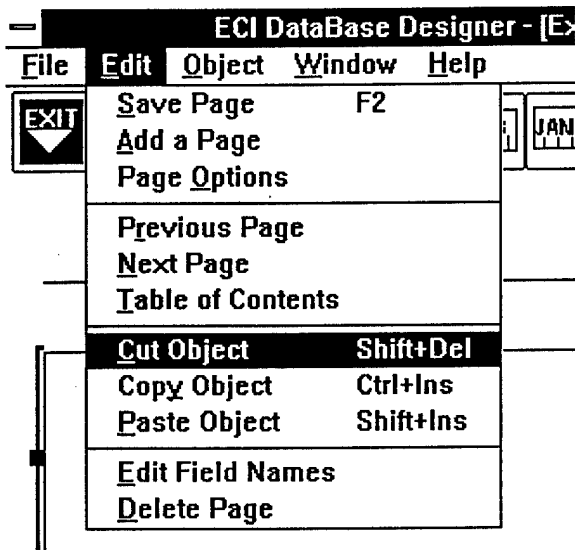 ECI DataBase Designer - [Ex
File Edit Object Window Help
EXIT
JAN
Save Page F2
Add a Page
Page Options
Previous Page
Next Page
Table of Contents
Cut Object Shift+Del
Copy Object Ctrl+Ins
Paste Object Shift+Ins
Edit Field Names
Delete Page